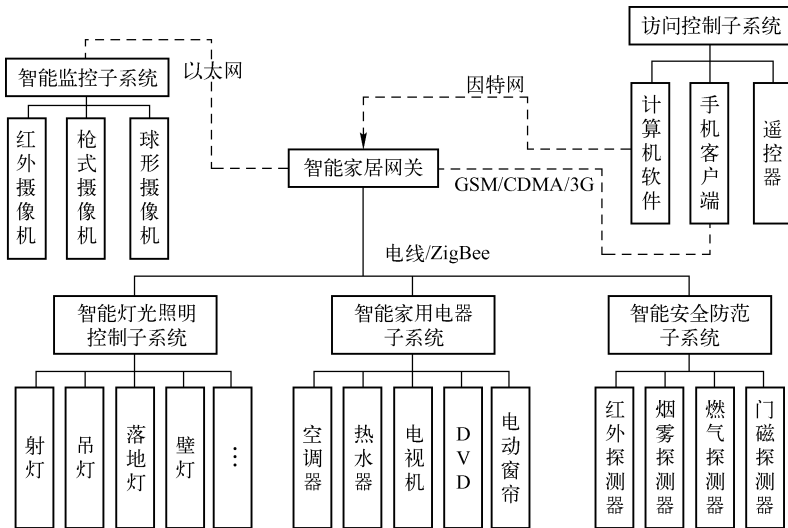 访问控制子系统
智能监控子系统
以太网
因特网
红外摄像机
枪式摄像机
球形摄像机
计算机软件
手机客户端
遥控器
智能家居网关
GSM/CDMA/3G
电线/ZigBee
智能灯光照明
控制子系统
智能家用电器
子系统
智能安全防范
子系统
射灯
吊灯
落地灯
壁灯
…
空调器
热水器
电视机
DVD
电动窗帘
红外探测器
烟雾探测器
燃气探测器
门磁探测器